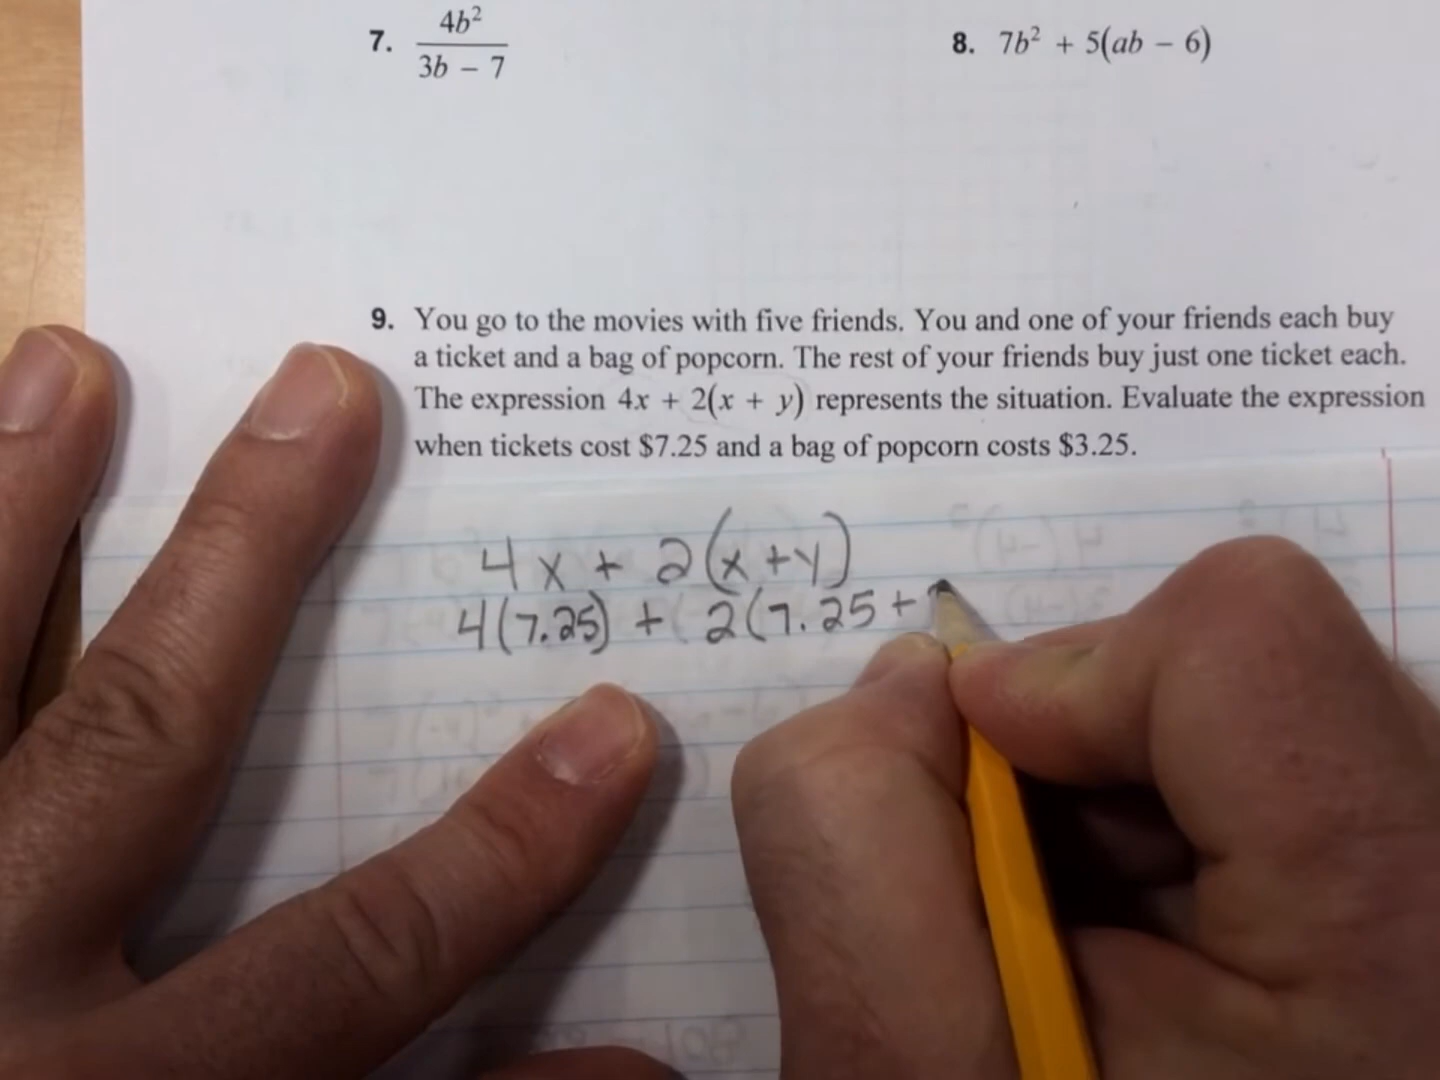 7. 4b²
3b – 7
8. 7b² + 5(ab – 6)
9. You go to the movies with five friends. You and one of your friends each buy
a ticket and a bag of popcorn. The rest of your friends buy just one ticket each.
The expression 4x + 2(x + y) represents the situation. Evaluate the expression
when tickets cost $7.25 and a bag of popcorn costs $3.25.
4x + 2(x+y)
4(7.25) + 2(7.25+